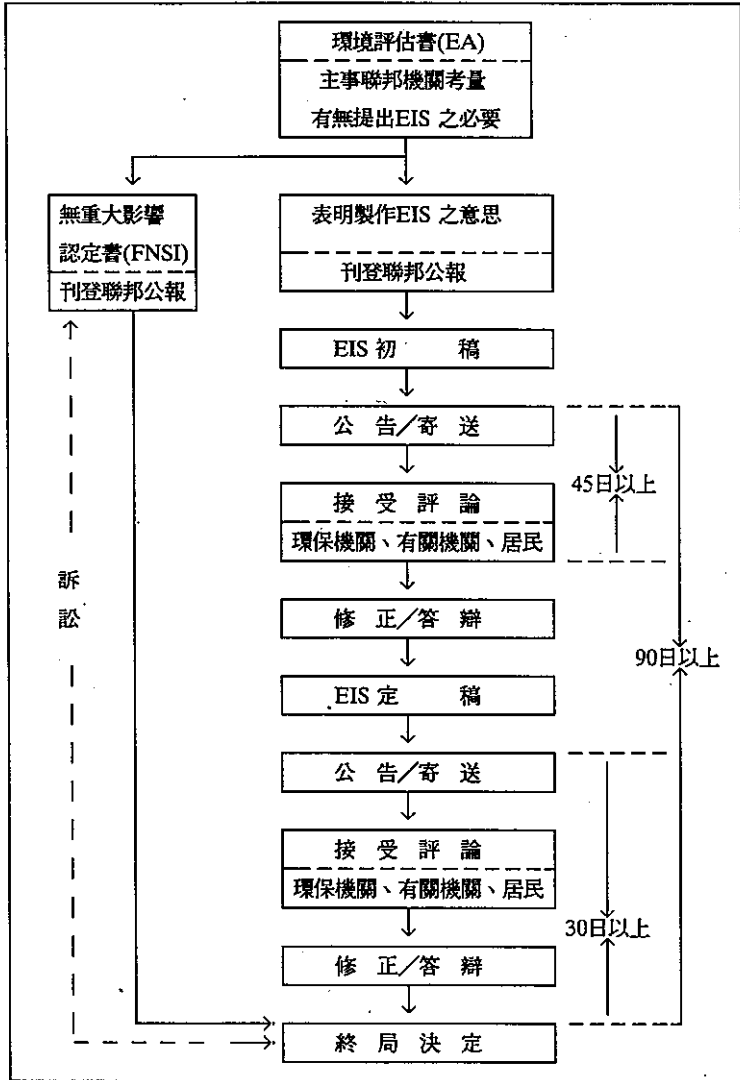 環境評估書(EA)
主事聯邦機關考量
有無提出EIS 之必要
無重大影響
認定書(FNSI)
刊登聯邦公報
表明製作EIS 之意思
刊登聯邦公報
EIS 初 稿
公 告/寄 送
45日以上
接 受 評 論
環保機關、有關機關、居民
訴
訟
修 正/答 辯
90日以上
EIS 定 稿
公 告/寄 送
接 受 評 論
環保機關、有關機關、居民
30日以上
修 正/答 辯
終 局 決 定